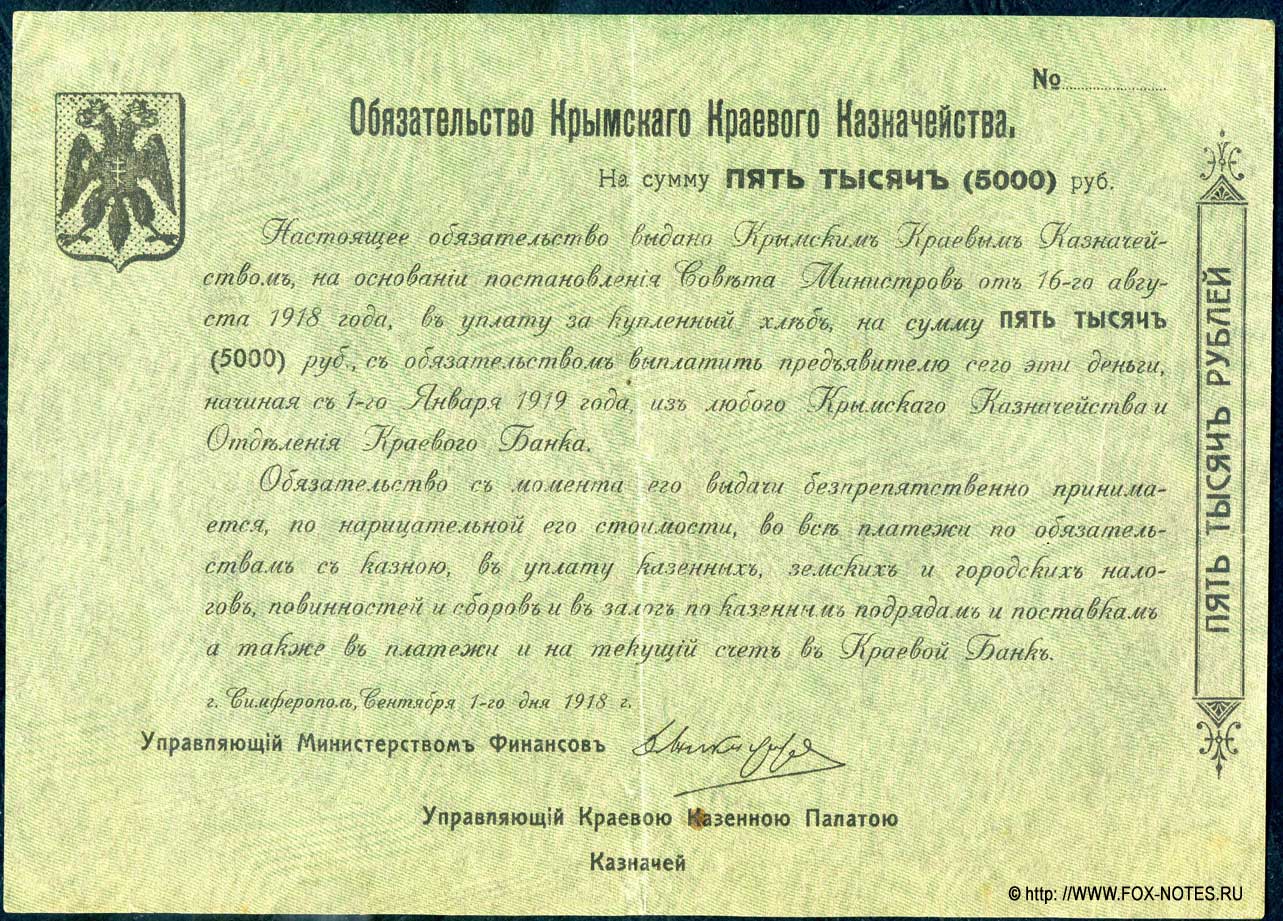 №
Обязательство Крымскаго Краевого Казначейства.
На сумму ПЯТЬ ТЫСЯЧЪ (5000) руб.
Настоящее обязательство выдано Крымскимъ Краевымъ Казначей-
ствомъ, на основаніи постановленія Совѣта Министровъ отъ 16-го авгу-
ста 1918 года, въ уплату за купленный хлѣбъ, на сумму ПЯТЬ ТЫСЯЧЪ
(5000) руб., съ обязательствомъ выплатить предъявителю сего эти деньги,
начиная съ 1-го Января 1919 года, изъ любого Крымскаго Казначейства и
Отдѣленія Краевого Банка.
Обязательство съ момента его выдачи безпрепятственно принима-
ется, по нарицательной его стоимости, во всѣ платежи по обязатель-
ствамъ съ казною, въ уплату казенныхъ, земскихъ и городскихъ нало-
говъ, повинностей и сборовъ и въ залогъ по казеннымъ подрядамъ и поставкамъ
а также въ платежи и на текущій счетъ въ Краевой Банкъ.
г. Симферополь, Сентября 1-го дня 1918 г.
Управляющій Министерствомъ Финансовъ
Управляющій Краевою Казенною Палатою
Казначей
ПЯТЬ ТЫСЯЧЪ РУБЛЕЙ
© http: //WWW.FOX-NOTES.RU